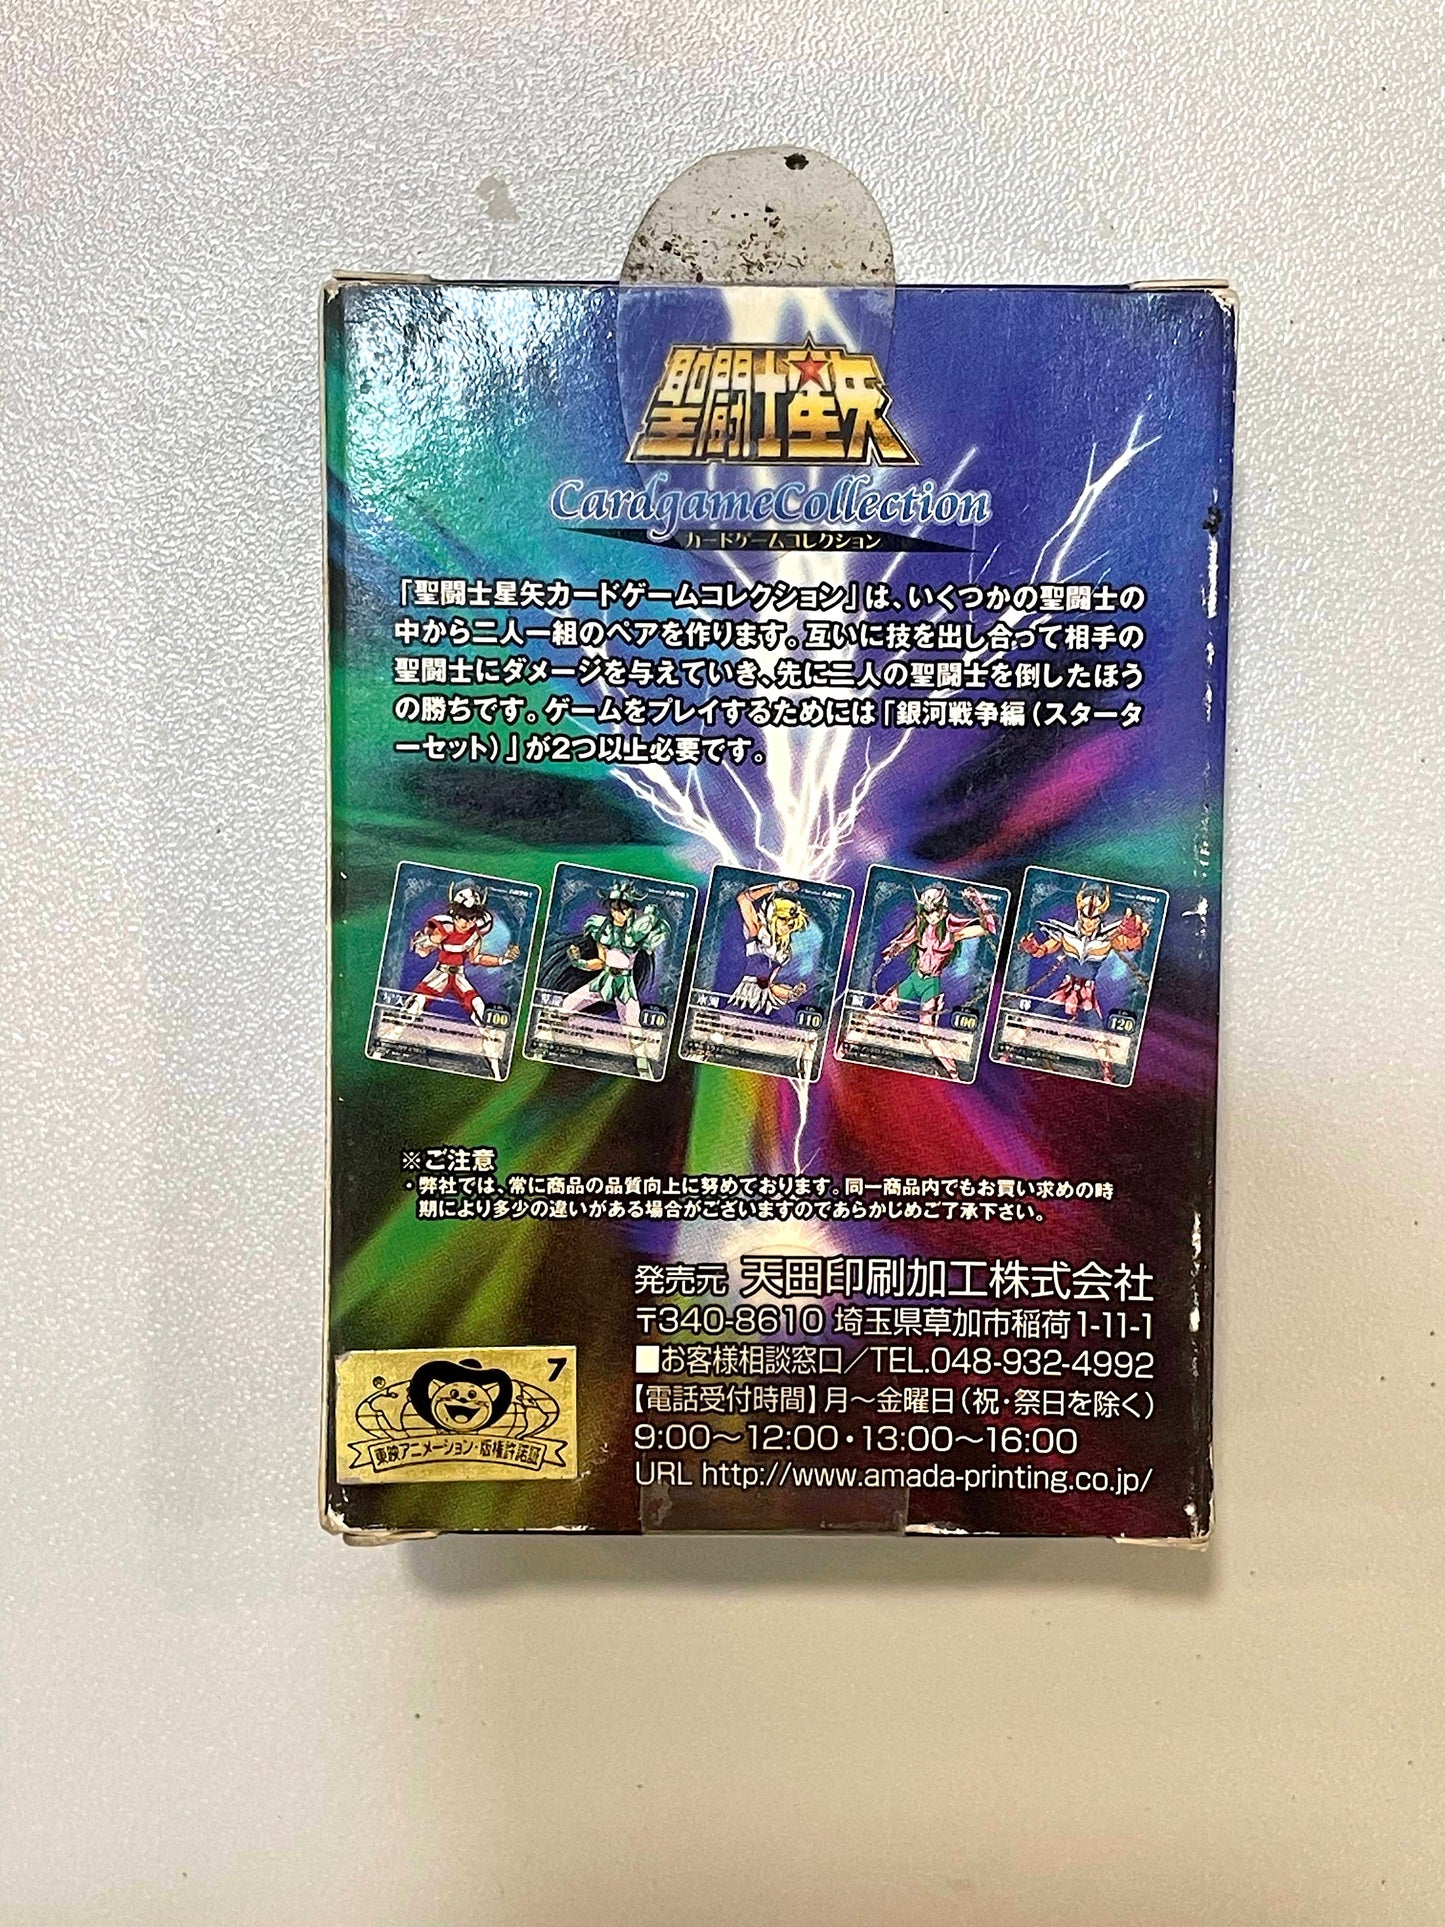 聖闘士星矢
CardgameCollection
カードゲームコレクション
「聖闘士星矢カードゲームコレクション」は、いくつかの聖闘士の
中から二人一組のペアを作ります。互いに技を出し合って相手の
聖闘士にダメージを与えていき、先に二人の聖闘士を倒したほう
の勝ちです。ゲームをプレイするためには「銀河戦争編(スタータ
ーセット)」が2つ以上必要です。
星矢
100
紫龍
110
氷河
110
瞬
100
一輝
120
※ご注意
・弊社では、常に商品の品質向上に努めております。同一商品内でもお買い求めの時
期により多少の違いがある場合がございますのであらかじめご了承下さい。
発売元 天田印刷加工株式会社
〒340-8610 埼玉県草加市稲荷1-11-1
■お客様相談窓口/TEL.048-932-4992
【電話受付時間】月〜金曜日(祝・祭日を除く)
9:00〜12:00・13:00〜16:00
URL http://www.amada-printing.co.jp/
® 7
東映アニメーション・版権許諾証